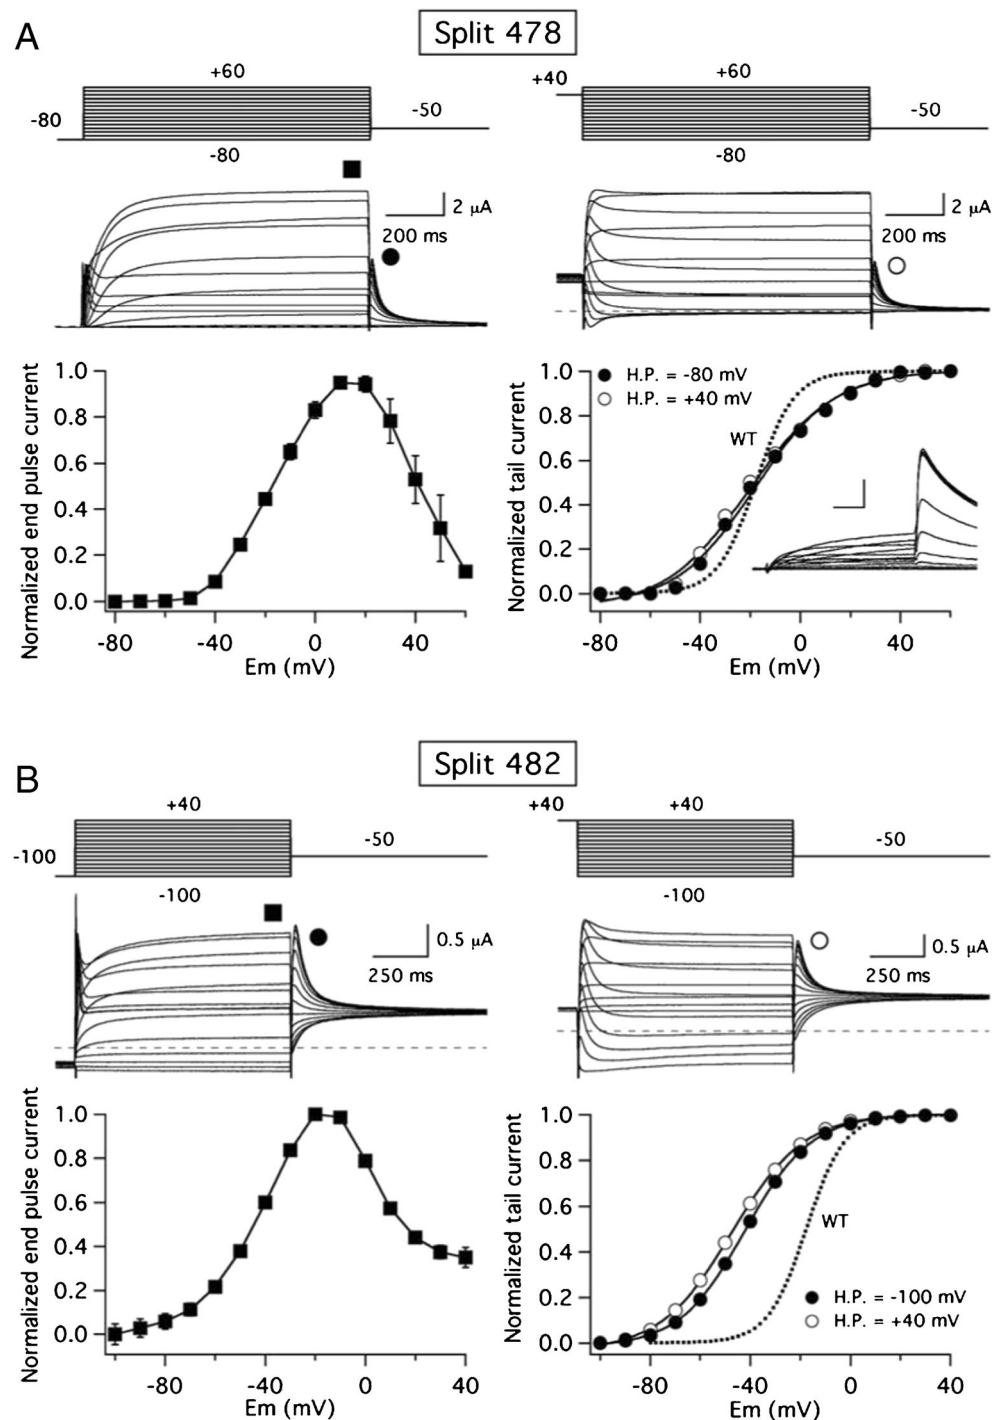 A
Split 478
+60
-80
-80
-50
2 μA
200 ms
+40
+60
-80
-50
2 μA
200 ms
Normalized end pulse current
1.0
0.8
0.6
0.4
0.2
0.0
-80
-40
0
40
Em (mV)
Normalized tail current
1.0
0.8
0.6
0.4
0.2
0.0
H.P. = -80 mV
H.P. = +40 mV
WT
-80
-40
0
40
Em (mV)
B
Split 482
+40
-100
-100
-50
0.5 μA
250 ms
+40
+40
-100
-50
0.5 μA
250 ms
Normalized end pulse current
1.0
0.8
0.6
0.4
0.2
0.0
-80
-40
0
40
Em (mV)
Normalized tail current
1.0
0.8
0.6
0.4
0.2
0.0
WT
H.P. = -100 mV
H.P. = +40 mV
-80
-40
0
40
Em (mV)